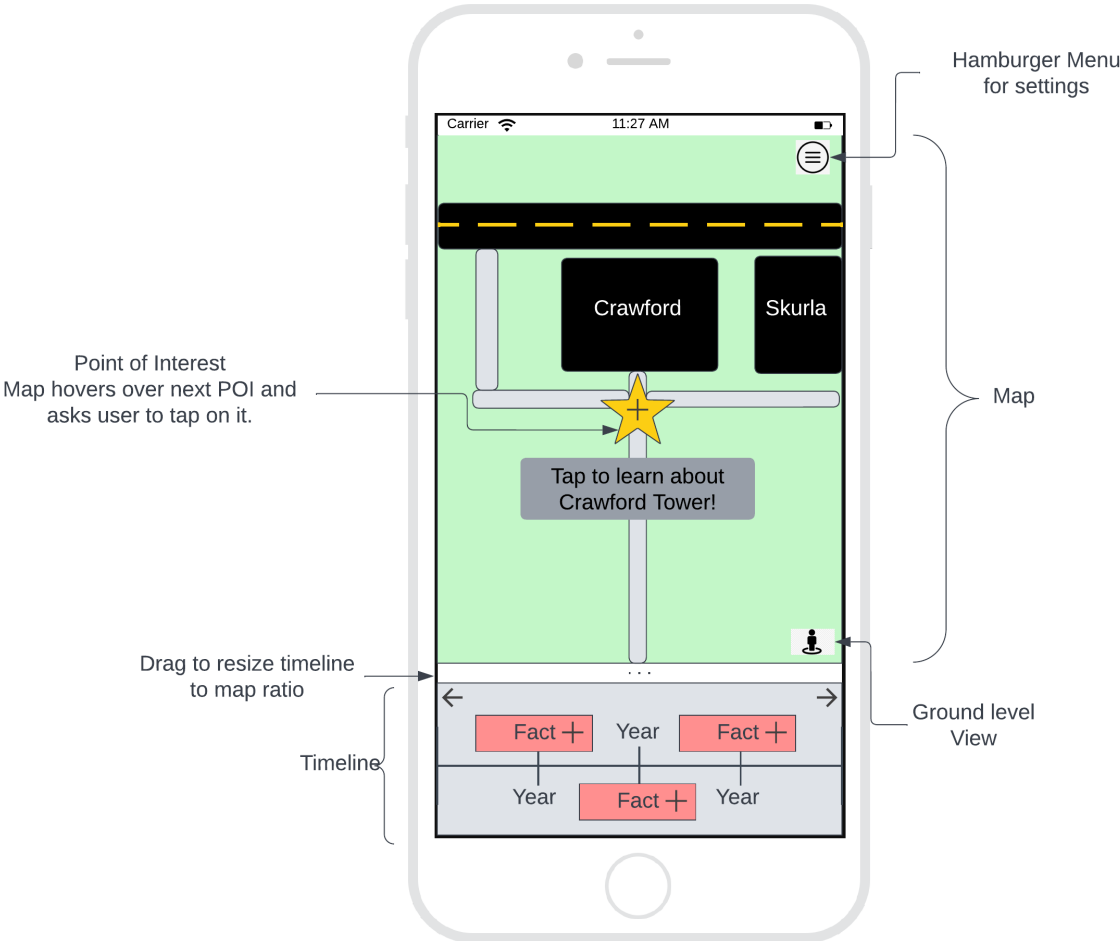 Hamburger Menu
for settings
Carrier
11:27 AM
Crawford
Skurla
Point of Interest
Map hovers over next POI and
asks user to tap on it.
Map
Tap to learn about
Crawford Tower!
Drag to resize timeline
to map ratio
...
Ground level
View
Timeline
Fact
Year
Fact
Year
Fact
Year